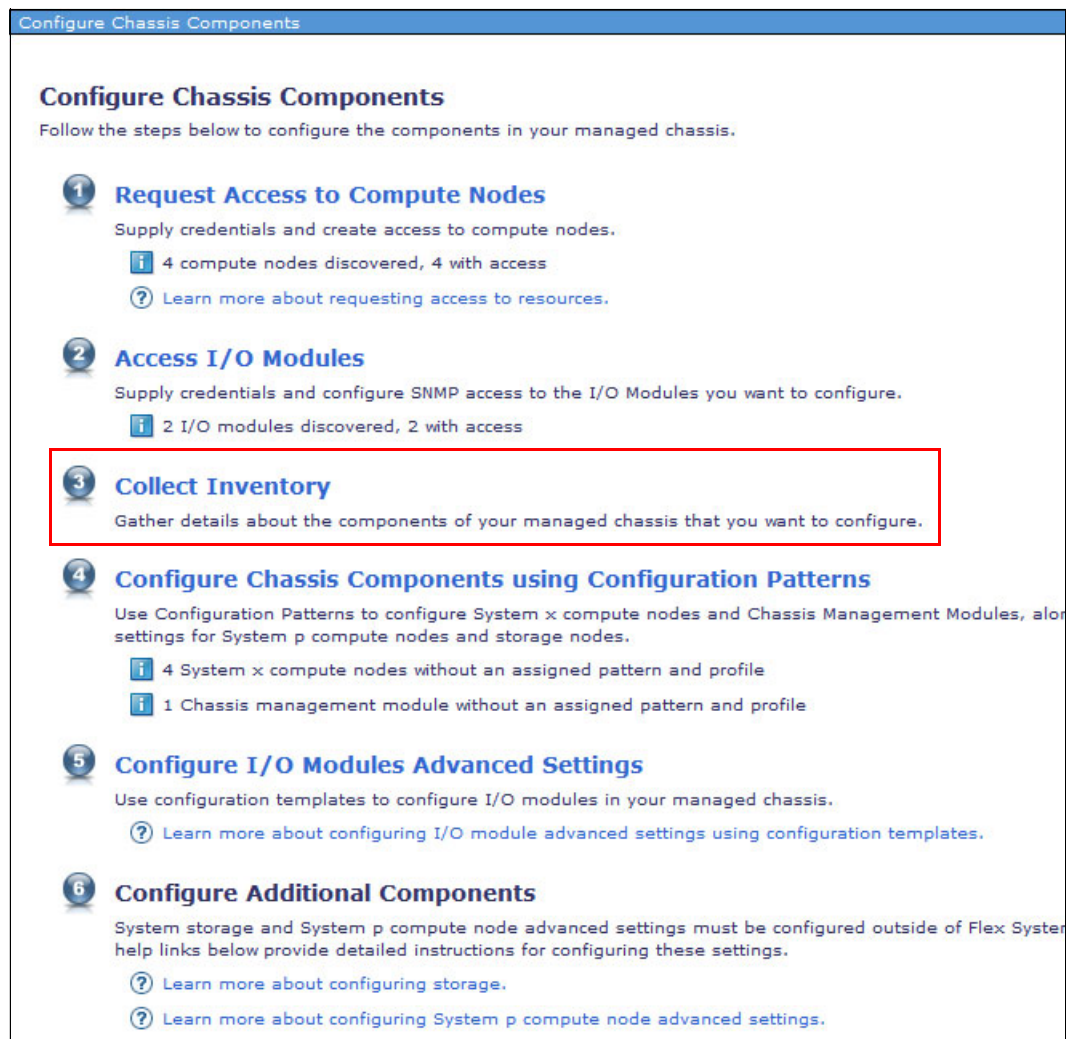 Configure Chassis Components
Configure Chassis Components
Follow the steps below to configure the components in your managed chassis.
1 Request Access to Compute Nodes
Supply credentials and create access to compute nodes.
i 4 compute nodes discovered, 4 with access
? Learn more about requesting access to resources.
2 Access I/O Modules
Supply credentials and configure SNMP access to the I/O Modules you want to configure.
i 2 I/O modules discovered, 2 with access
3 Collect Inventory
Gather details about the components of your managed chassis that you want to configure.
4 Configure Chassis Components using Configuration Patterns
Use Configuration Patterns to configure System x compute nodes and Chassis Management Modules, alon
settings for System p compute nodes and storage nodes.
i 4 System x compute nodes without an assigned pattern and profile
i 1 Chassis management module without an assigned pattern and profile
5 Configure I/O Modules Advanced Settings
Use configuration templates to configure I/O modules in your managed chassis.
? Learn more about configuring I/O module advanced settings using configuration templates.
6 Configure Additional Components
System storage and System p compute node advanced settings must be configured outside of Flex System
help links below provide detailed instructions for configuring these settings.
? Learn more about configuring storage.
? Learn more about configuring System p compute node advanced settings.